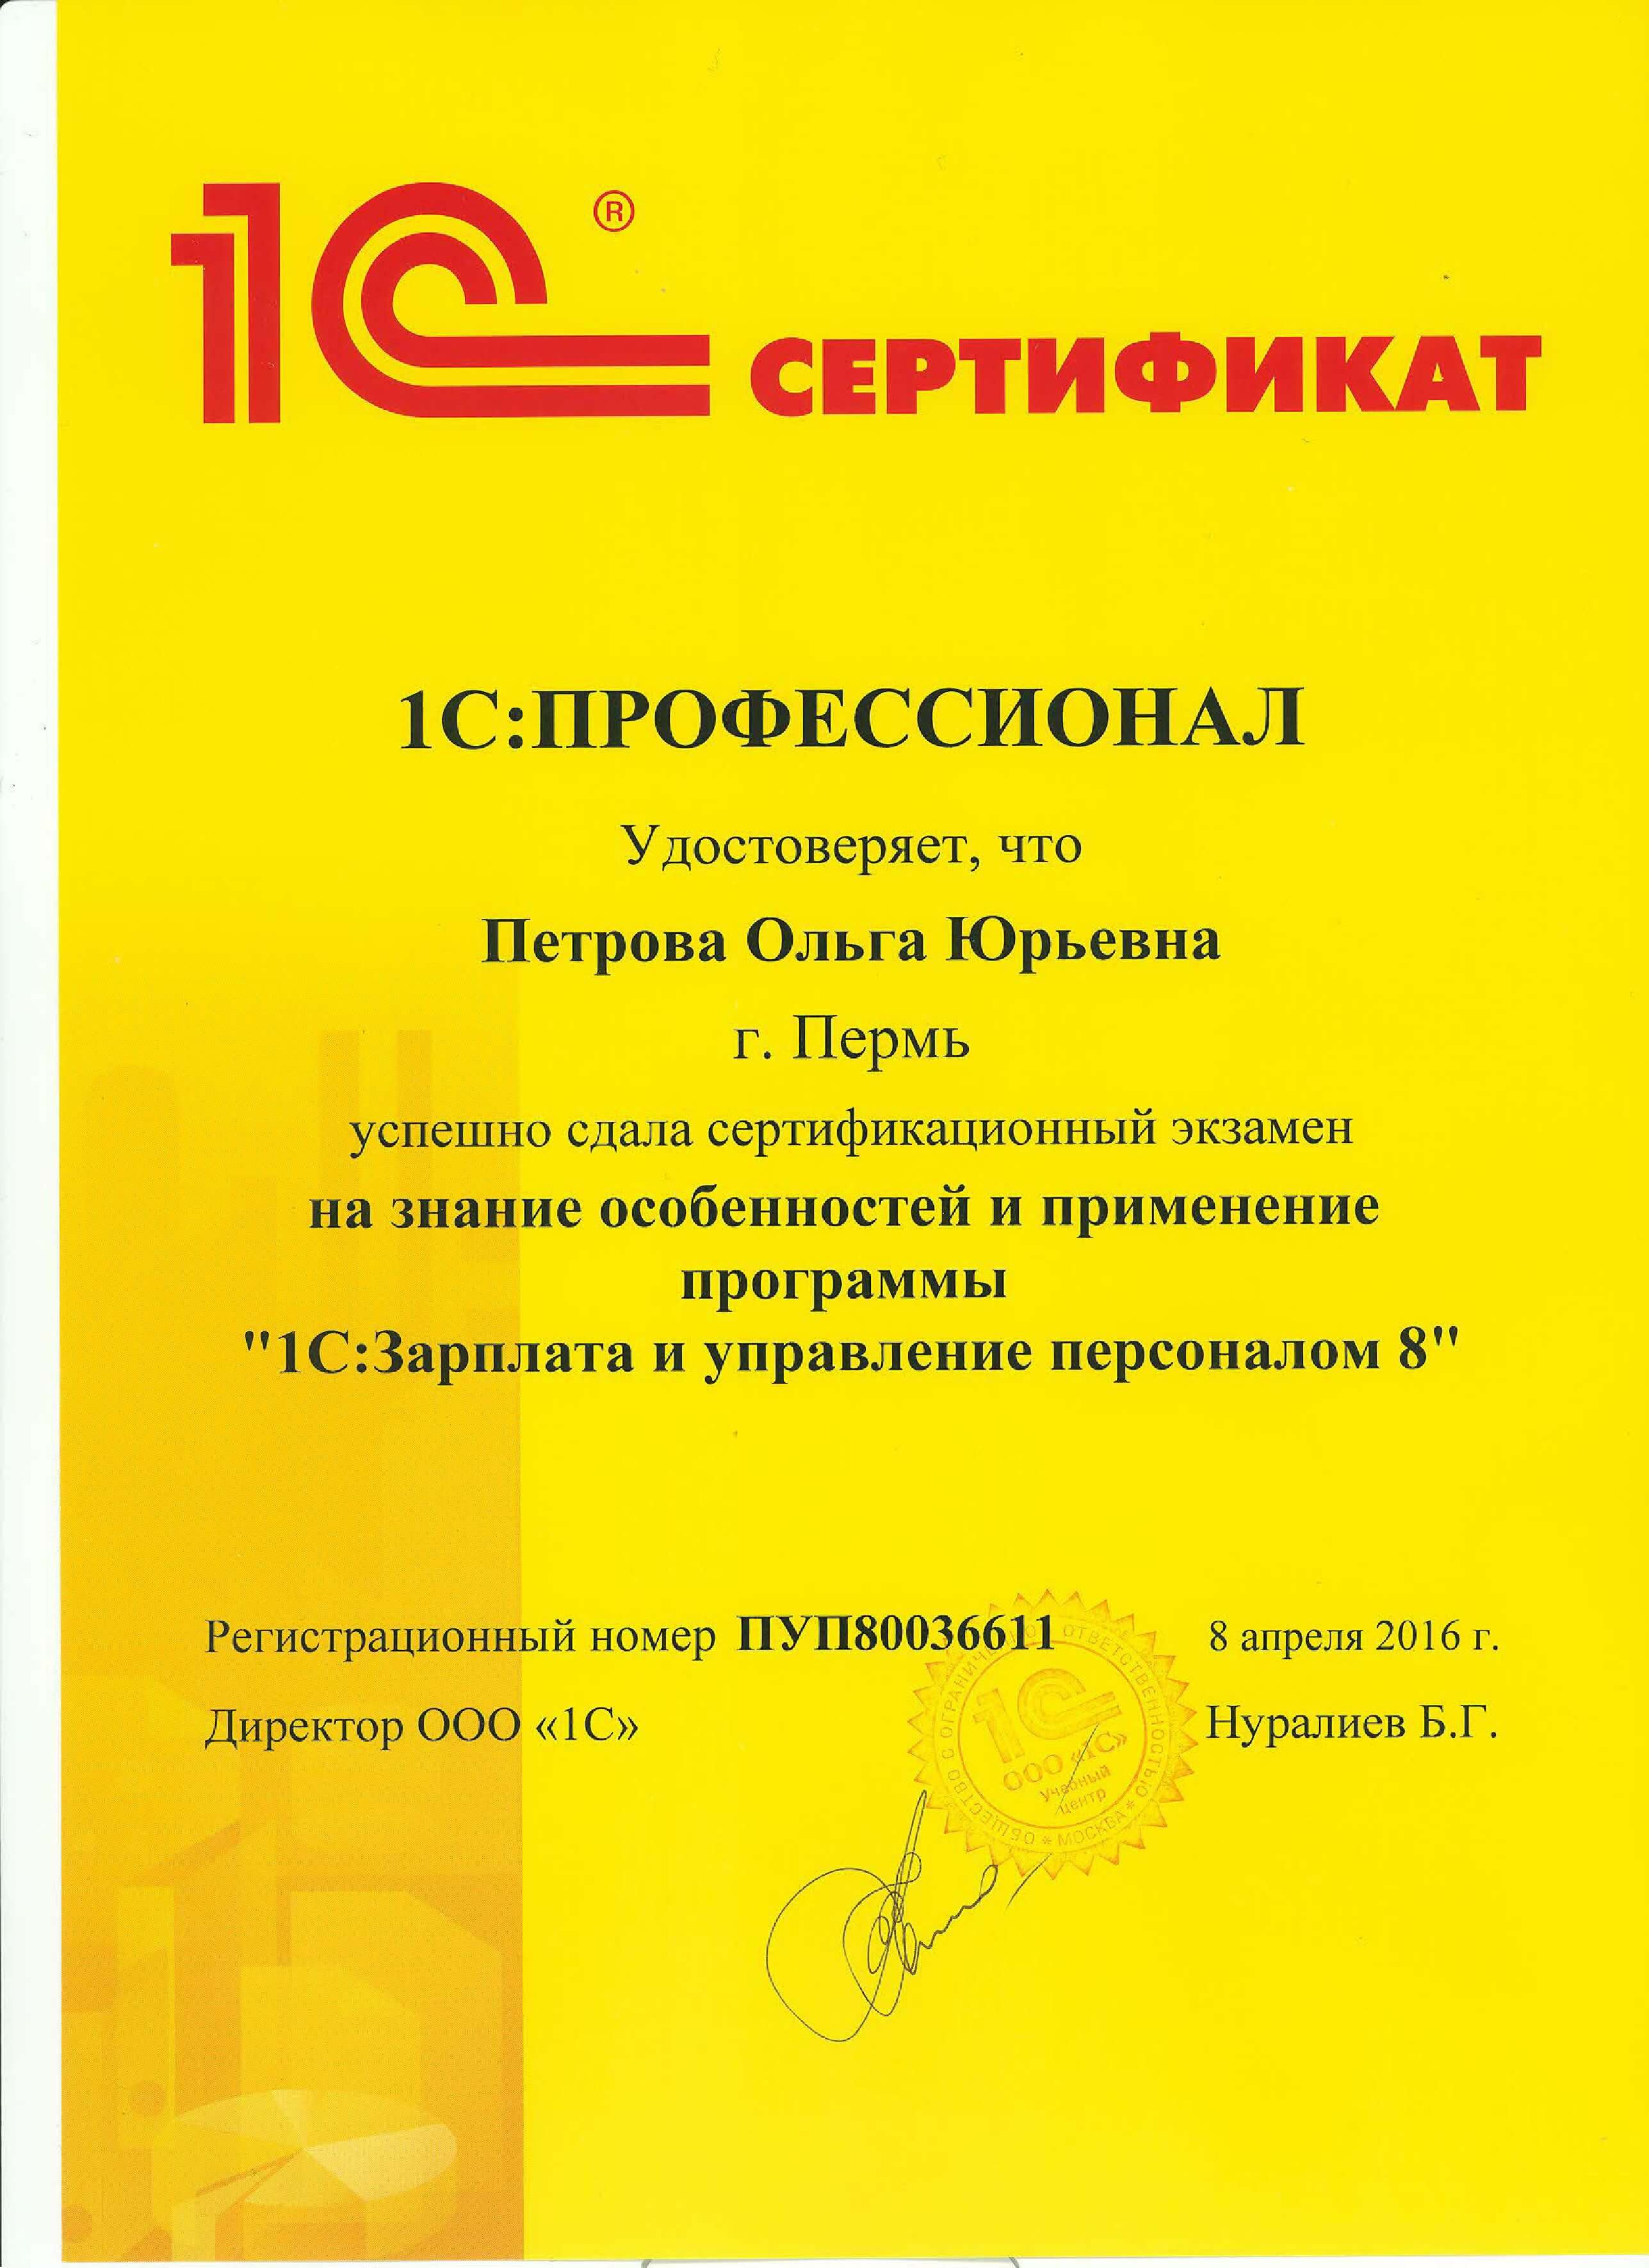 1С ®
СЕРТИФИКАТ
1С:ПРОФЕССИОНАЛ
Удостоверяет, что
Петрова Ольга Юрьевна
г. Пермь
успешно сдала сертификационный экзамен
на знание особенностей и применение
программы
"1С:Зарплата и управление персоналом 8"
Регистрационный номер ПУП80036611 8 апреля 2016 г.
Директор ООО «1С» Нуралиев Б.Г.
ОБЩЕСТВО С ОГРАНИЧЕННОЙ ОТВЕТСТВЕННОСТЬЮ * МОСКВА *
1С
ООО «1С»
Учебный
центр